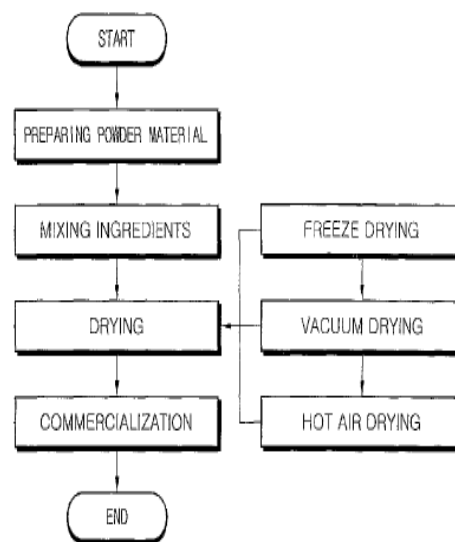 START
PREPARING POWDER MATERIAL
MIXING INGREDIENTS
FREEZE DRYING
DRYING
VACUUM DRYING
COMMERCIALIZATION
HOT AIR DRYING
END